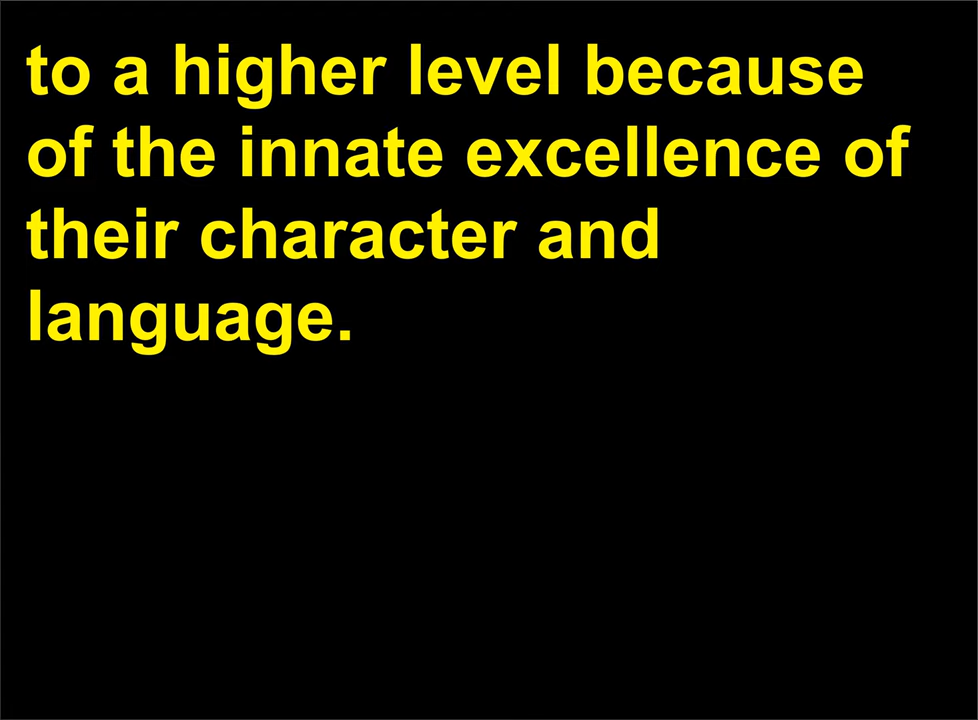 to a higher level because
of the innate excellence of
their character and
language.